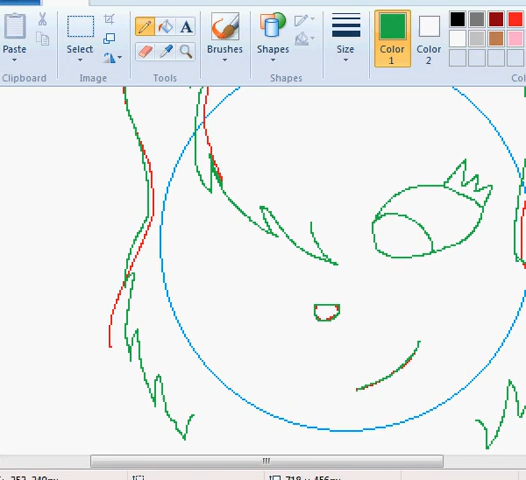 Paste
Select
Brushes
Shapes
Size
Color 1
Color 2
Clipboard
Image
Tools
Shapes